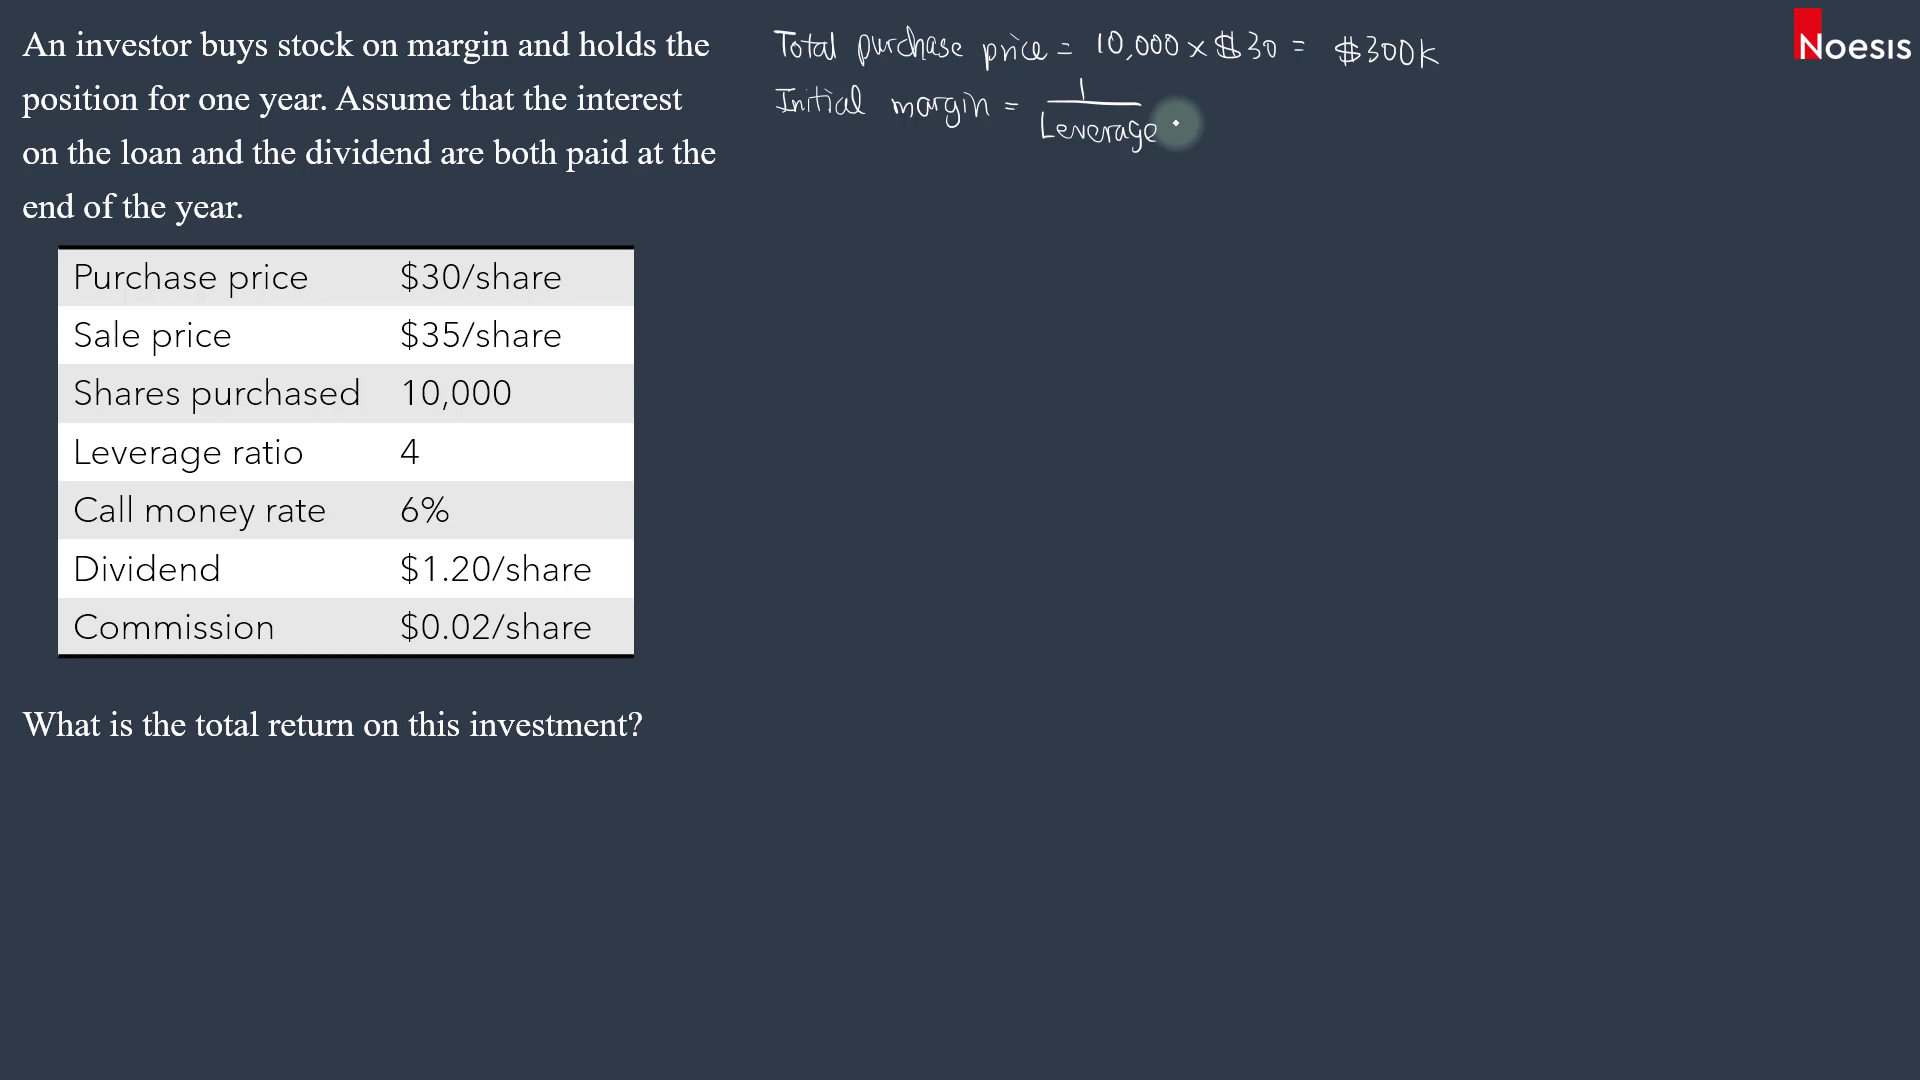 An investor buys stock on margin and holds the
position for one year. Assume that the interest
on the loan and the dividend are both paid at the
end of the year.
Purchase price $30/share
Sale price $35/share
Shares purchased 10,000
Leverage ratio 4
Call money rate 6%
Dividend $1.20/share
Commission $0.02/share
What is the total return on this investment?
Total purchase price = 10,000 × $30 = $300k
Initial margin = 1
Leverage
Noesis